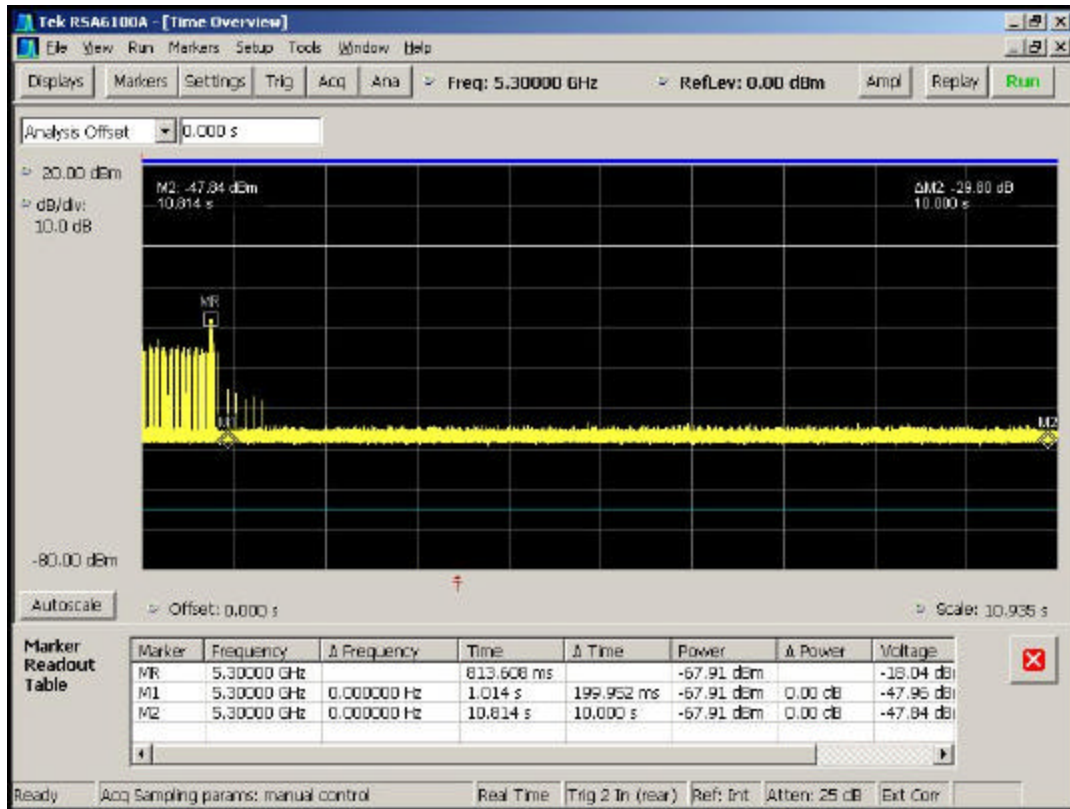 Tek RSA6100A - [Time Overview]
File View Run Markers Setup Tools Window Help
Displays Markers Settings Trig Acq Ana Freq: 5.30000 GHz RefLev: 0.00 dBm Ampl Replay Run
Analysis Offset 0.000 s
20.00 dBm
dB/div:
10.0 dB
M2: -47.84 dBm
10.814 s
ΔM2: -29.80 dB
10.000 s
MR
M1
M2
-80.00 dBm
Autoscale Offset: 0.000 s Scale: 10.935 s
Marker Readout Table
Marker Frequency Δ Frequency Time Δ Time Power Δ Power Voltage
MR 5.30000 GHz 813.608 ms -67.91 dBm -18.04 dB
M1 5.30000 GHz 0.000000 Hz 1.014 s 199.952 ms -67.91 dBm 0.00 dB -47.96 dB
M2 5.30000 GHz 0.000000 Hz 10.814 s 10.000 s -67.91 dBm 0.00 dB -47.84 dB
Ready Acq Sampling params: manual control Real Time Trig 2 In (rear) Ref: Int Atten: 25 dB Ext Corr